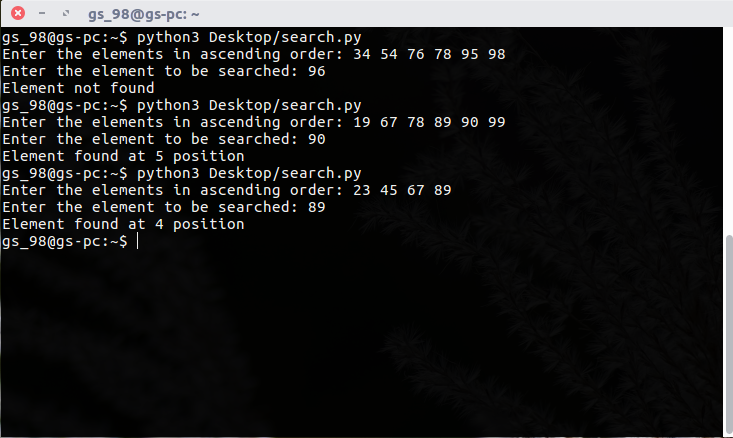 gs_98@gs-pc: ~
gs_98@gs-pc:~$ python3 Desktop/search.py
Enter the elements in ascending order: 34 54 76 78 95 98
Enter the element to be searched: 96
Element not found
gs_98@gs-pc:~$ python3 Desktop/search.py
Enter the elements in ascending order: 19 67 78 89 90 99
Enter the element to be searched: 90
Element found at 5 position
gs_98@gs-pc:~$ python3 Desktop/search.py
Enter the elements in ascending order: 23 45 67 89
Enter the element to be searched: 89
Element found at 4 position
gs_98@gs-pc:~$